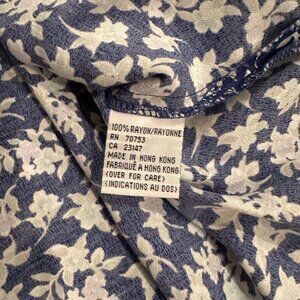 100% RAYON/RAYONNE
RN 70753
CA 23147
MADE IN HONG KONG
FABRIQUÉ A HONG KONG
(OVER FOR CARE)
(INDICATIONS AU DOS)